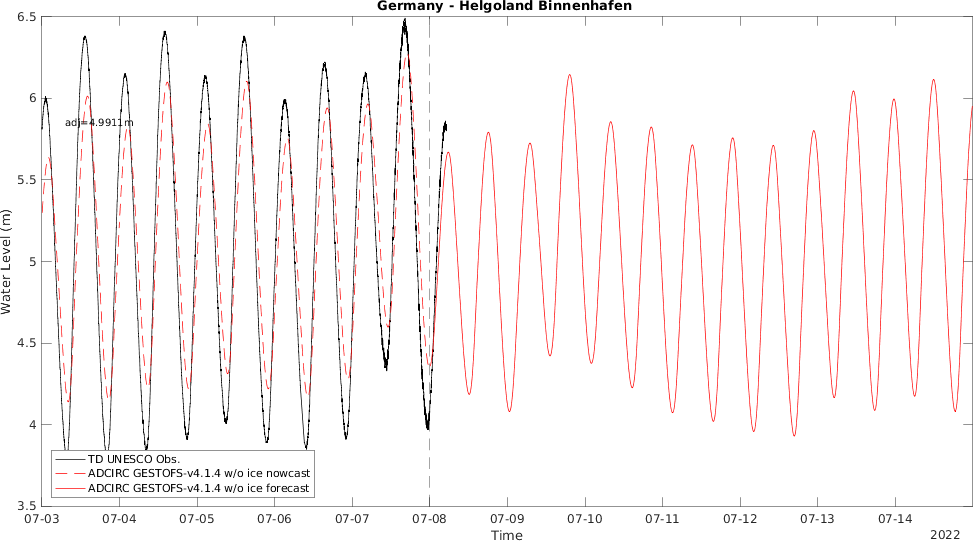 Germany - Helgoland Binnenhafen
6.5
6
5.5
5
4.5
4
3.5
Water Level (m)
adj=4.9911m
TD UNESCO Obs.
ADCIRC GESTOFS-v4.1.4 w/o ice nowcast
ADCIRC GESTOFS-v4.1.4 w/o ice forecast
07-03 07-04 07-05 07-06 07-07 07-08 07-09 07-10 07-11 07-12 07-13 07-14
Time
2022